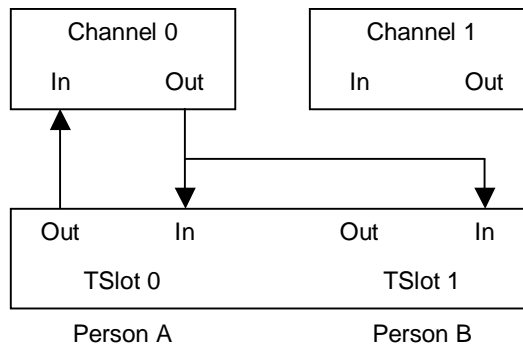 Channel 0 Channel 1
In Out In Out
Out In Out In
TSlot 0 TSlot 1
Person A Person B